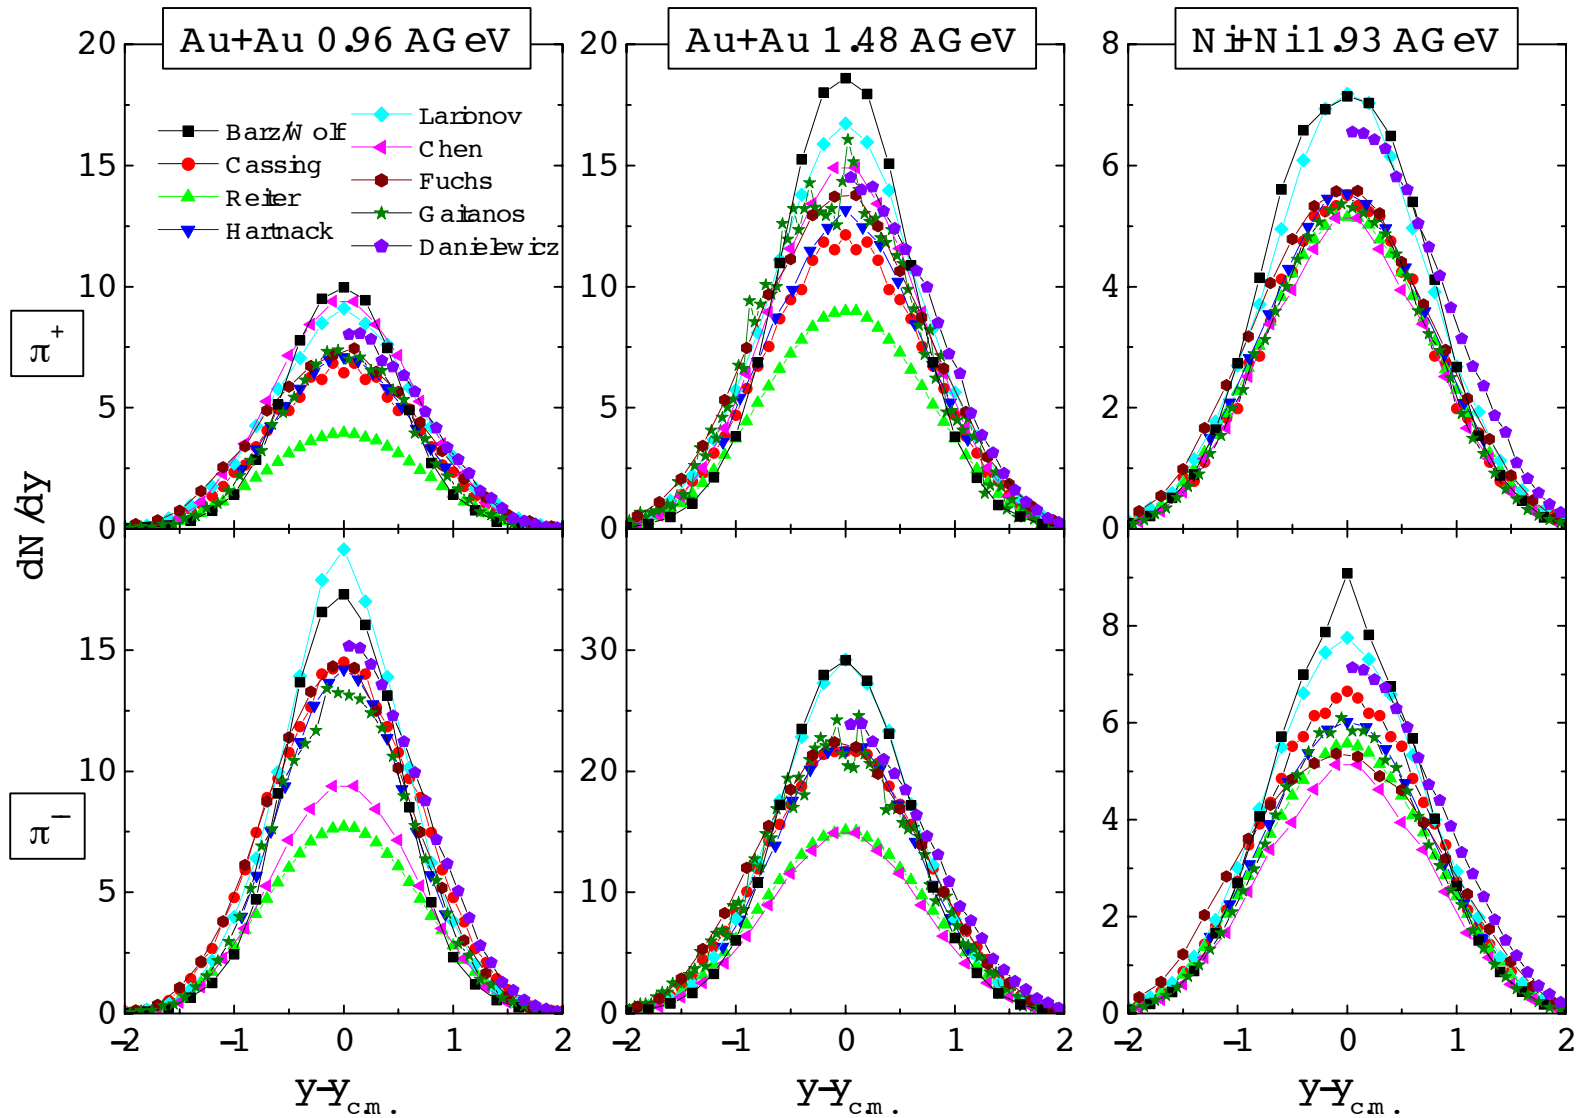 Au+Au 0.96 AGeV
Au+Au 1.48 AGeV
Ni+Ni 1.93 AGeV
20
15
10
5
0
Barz/Wolf
Cassing
Reiter
Hartnack
Larionov
Chen
Fuchs
Gaitanos
Danielewicz
20
15
10
5
0
8
6
4
2
0
π+
dN/dy
π−
15
10
5
0
30
20
10
0
8
6
4
2
0
−2 −1 0 1 2
−2 −1 0 1 2
−2 −1 0 1 2
y-yc.m.
y-yc.m.
y-yc.m.